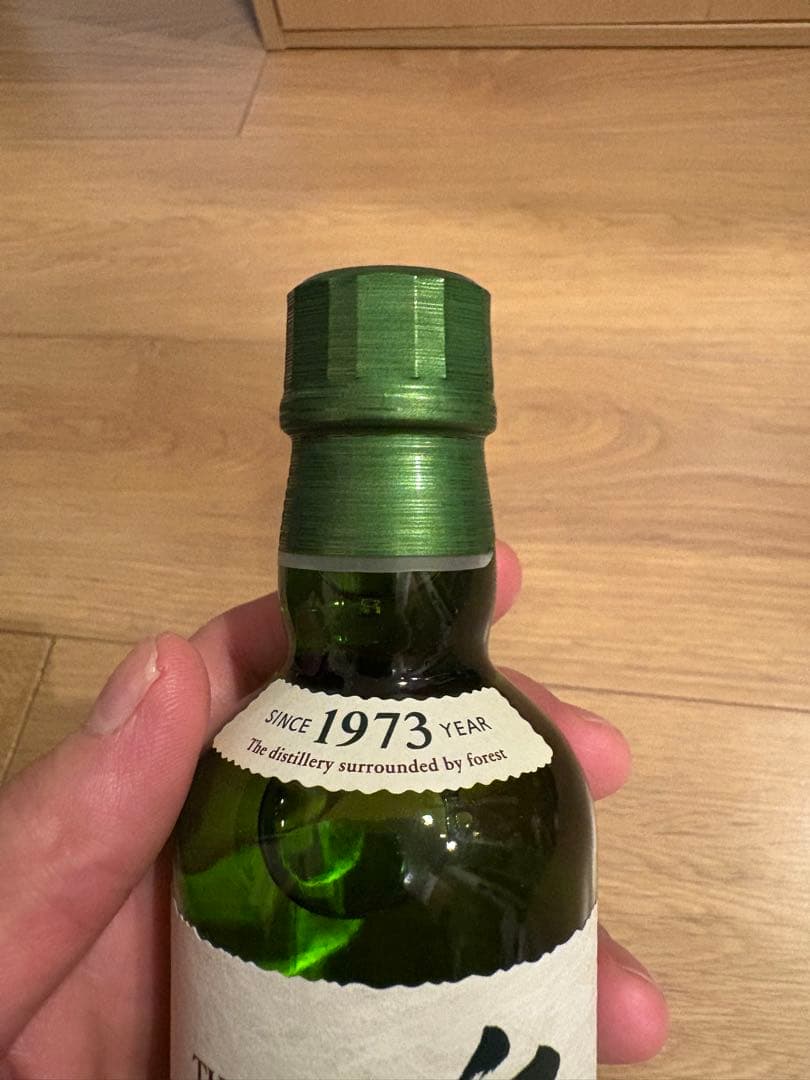 SINCE 1973 YEAR
The distillery surrounded by forest